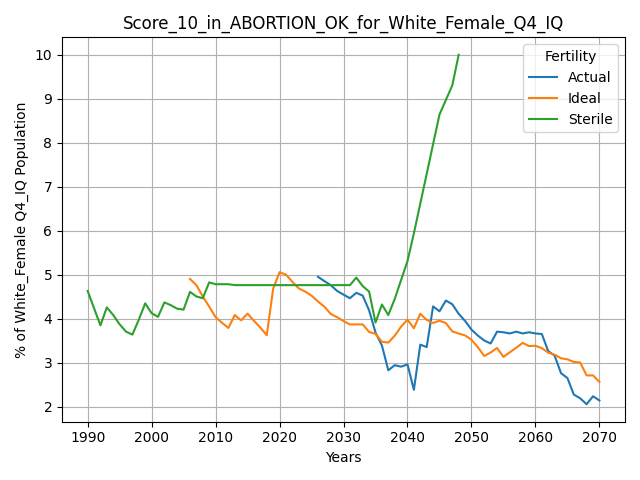 Score_10_in_ABORTION_OK_for_White_Female_Q4_IQ
% of White_Female Q4_IQ Population
10
9
8
7
6
5
4
3
2
Fertility
Actual
Ideal
Sterile
1990 2000 2010 2020 2030 2040 2050 2060 2070
Years